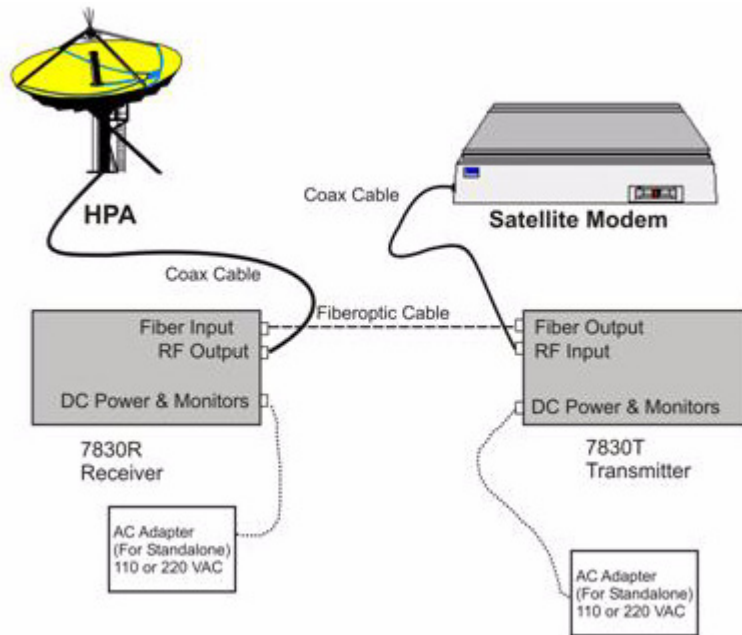 HPA
Coax Cable
Satellite Modem
Coax Cable
Fiberoptic Cable
Fiber Input
RF Output
DC Power & Monitors
Fiber Output
RF Input
DC Power & Monitors
7830R
Receiver
7830T
Transmitter
AC Adapter
(For Standalone)
110 or 220 VAC
AC Adapter
(For Standalone)
110 or 220 VAC